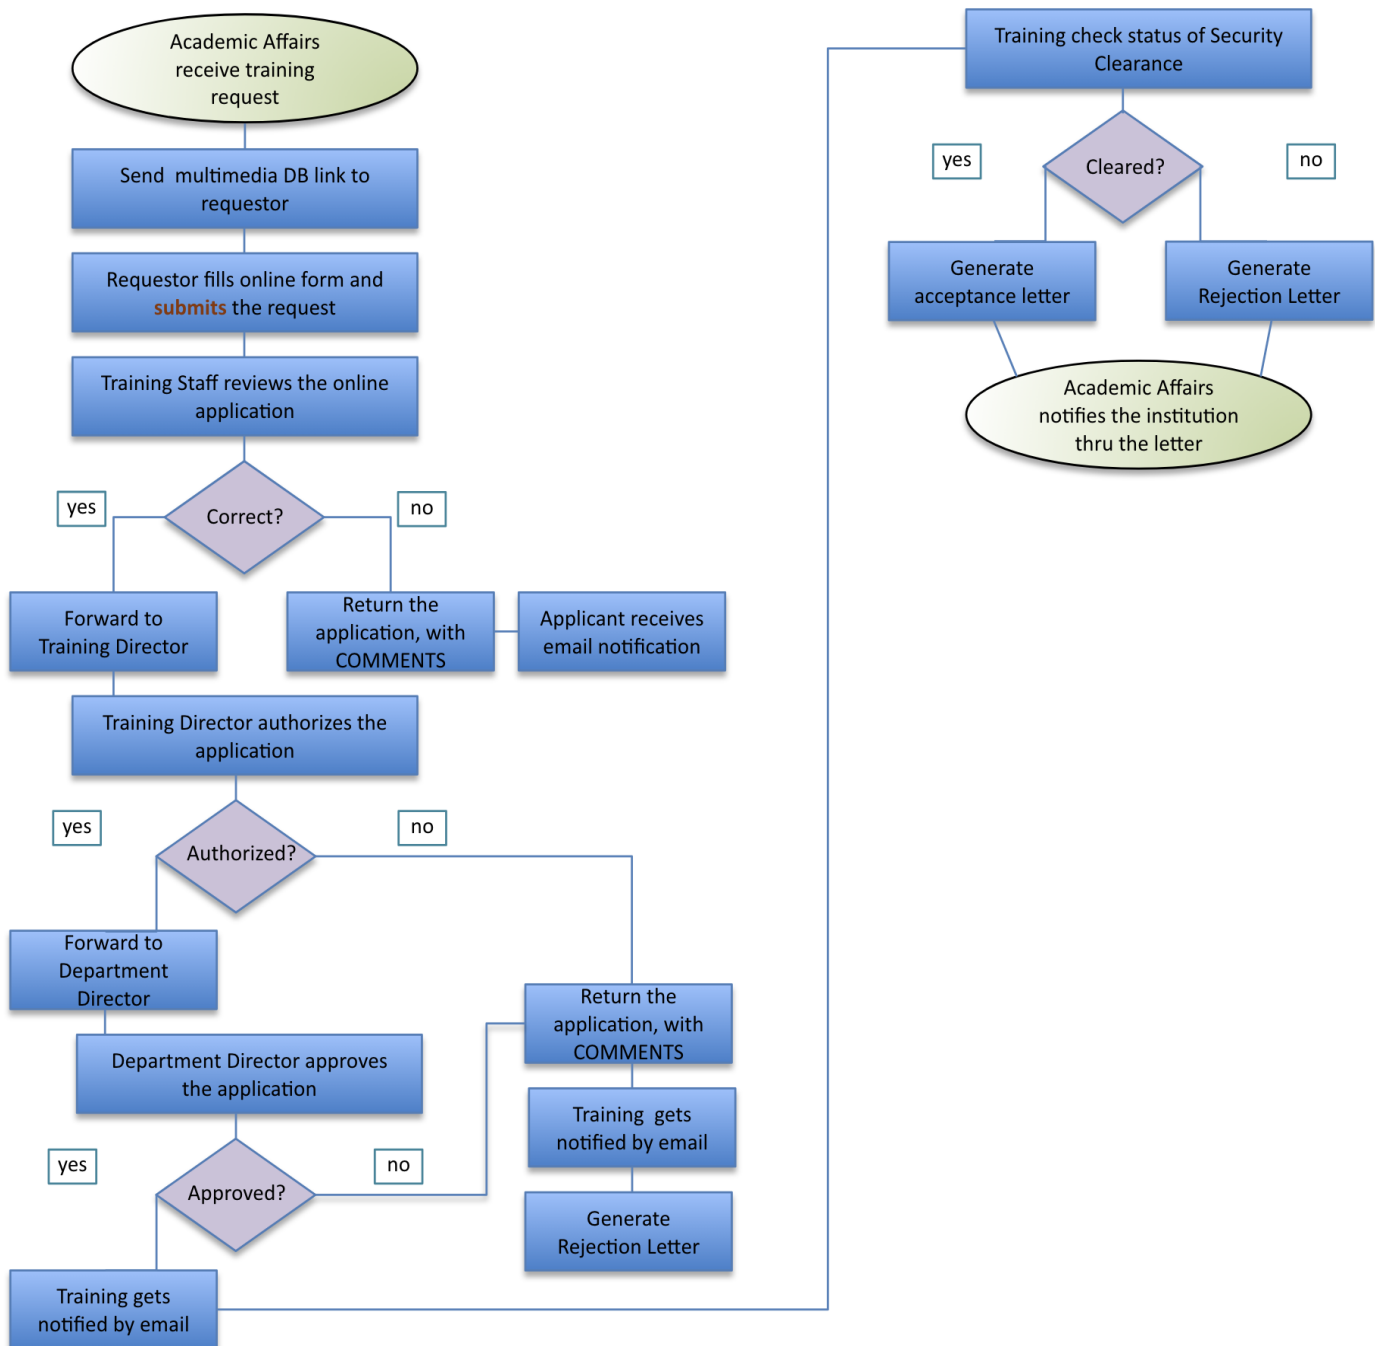 Academic Affairs
receive training
request
Send multimedia DB link to
requestor
Requestor fills online form and
submits the request
Training Staff reviews the online
application
Correct?
yes
no
Forward to
Training Director
Return the
application, with
COMMENTS
Applicant receives
email notification
Training Director authorizes the
application
Authorized?
yes
no
Forward to
Department
Director
Department Director approves
the application
Approved?
yes
no
Return the
application, with
COMMENTS
Training gets
notified by email
Generate
Rejection Letter
Training gets
notified by email
Training check status of Security
Clearance
Cleared?
yes
no
Generate
acceptance letter
Generate
Rejection Letter
Academic Affairs
notifies the institution
thru the letter